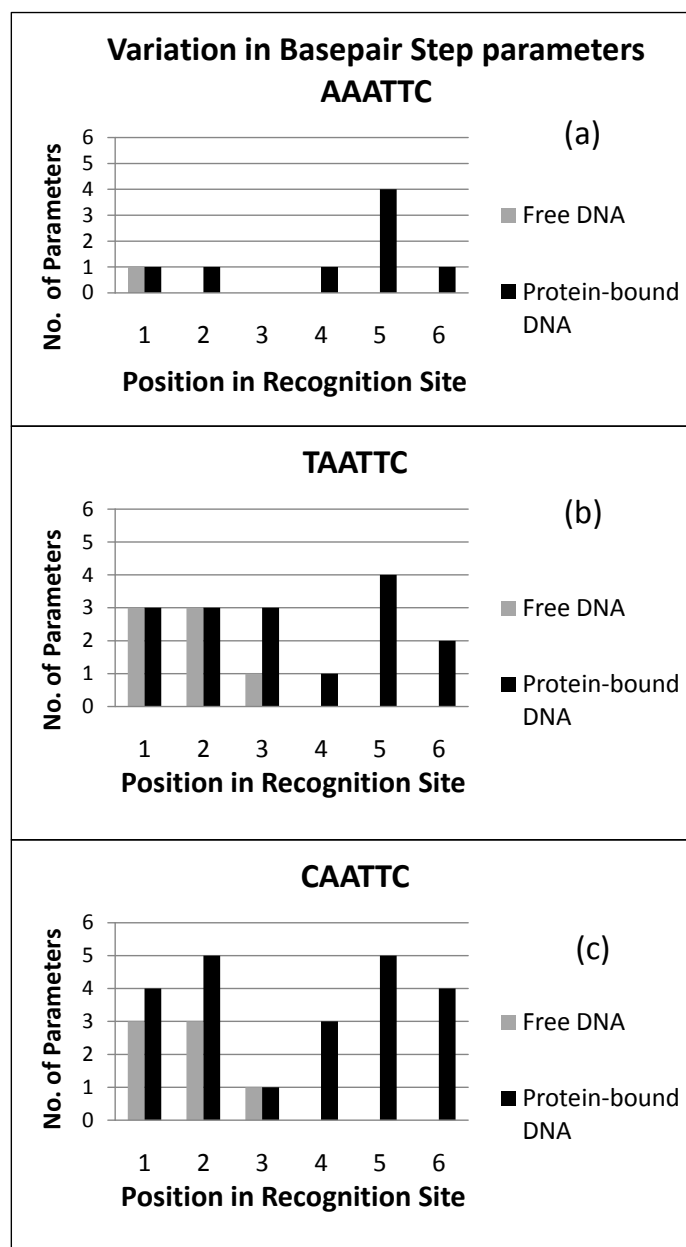 Variation in Basepair Step parameters
AAATTC
(a)
No. of Parameters
6
5
4
3
2
1
0
1 2 3 4 5 6
Position in Recognition Site
Free DNA
Protein-bound
DNA
TAATTC
(b)
No. of Parameters
6
5
4
3
2
1
0
1 2 3 4 5 6
Position in Recognition Site
Free DNA
Protein-bound
DNA
CAATTC
(c)
No. of Parameters
6
5
4
3
2
1
0
1 2 3 4 5 6
Position in Recognition Site
Free DNA
Protein-bound
DNA